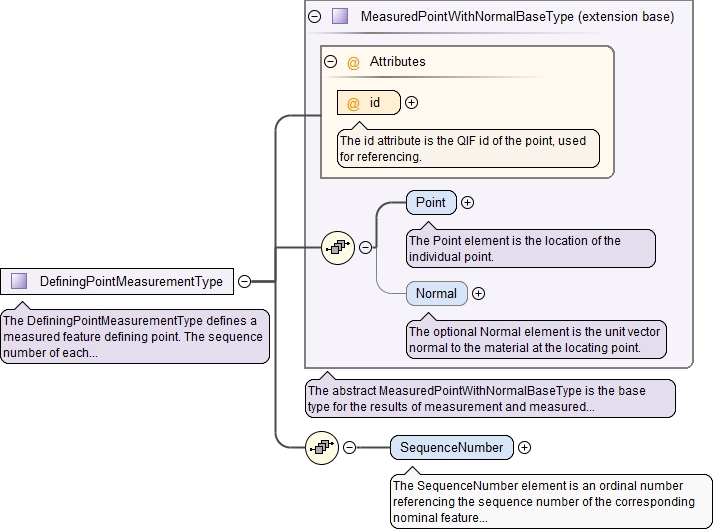 MeasuredPointWithNormalBaseType (extension base)
@ Attributes
@ id
The id attribute is the QIF id of the point, used
for referencing.
Point
The Point element is the location of the
individual point.
DefiningPointMeasurementType
The DefiningPointMeasurementType defines a
measured feature defining point. The sequence
number of each...
Normal
The optional Normal element is the unit vector
normal to the material at the locating point.
The abstract MeasuredPointWithNormalBaseType is the base
type for the results of measurement and measured...
SequenceNumber
The SequenceNumber element is an ordinal number
referencing the sequence number of the corresponding
nominal feature...